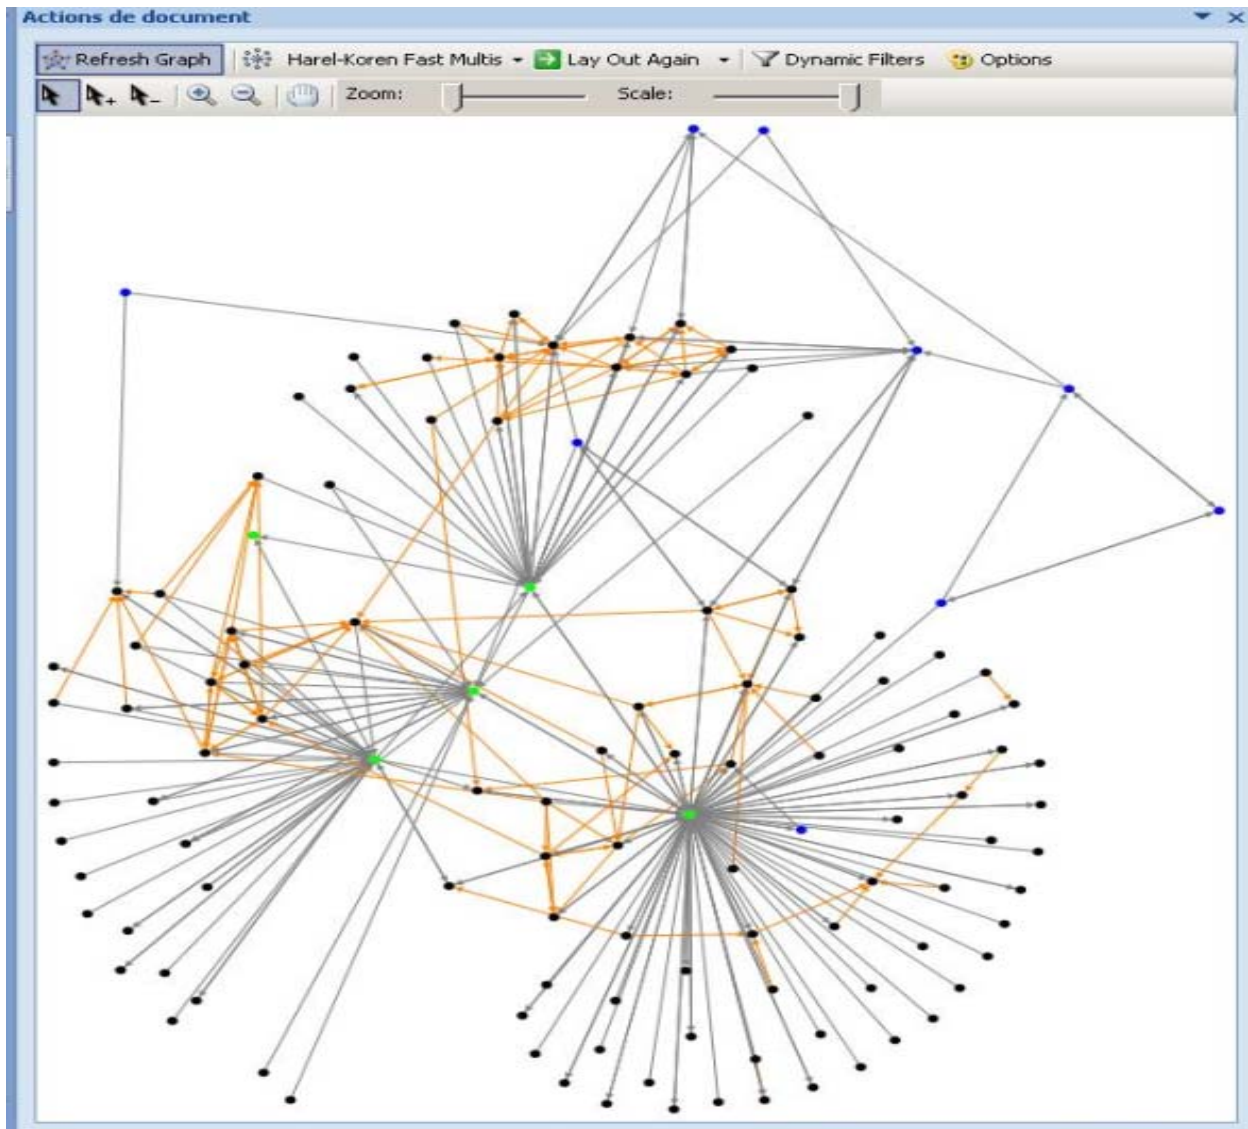 Actions de document
Refresh Graph Harel-Koren Fast Multis Lay Out Again Dynamic Filters Options
Zoom: Scale: